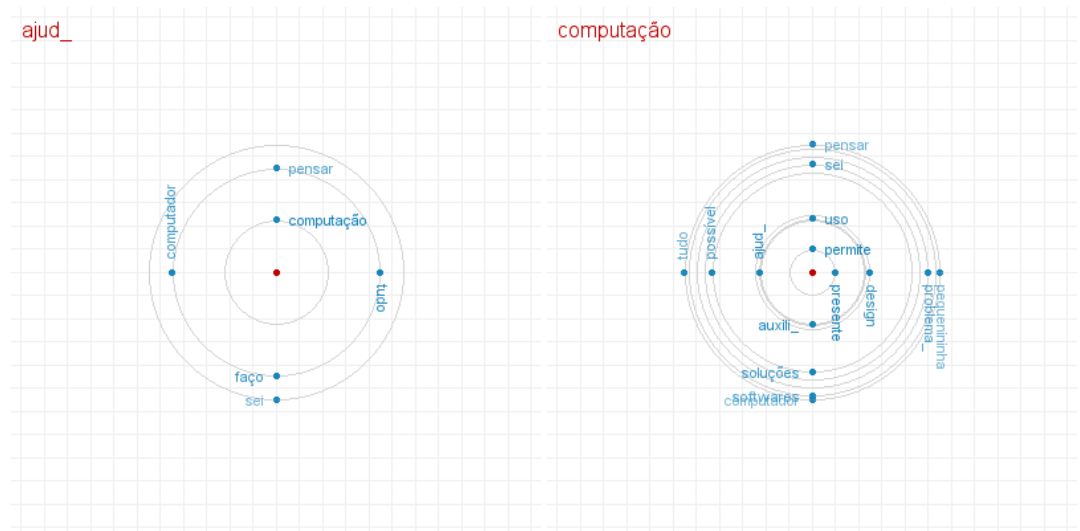 ajud_
pensar
computador
computação
tudo
faço
sei
computação
pensar
sei
possível
tudo
uso
ajud_
permite
presente
design
auxili_
problema_
pequenininha
soluções
softwares
computador